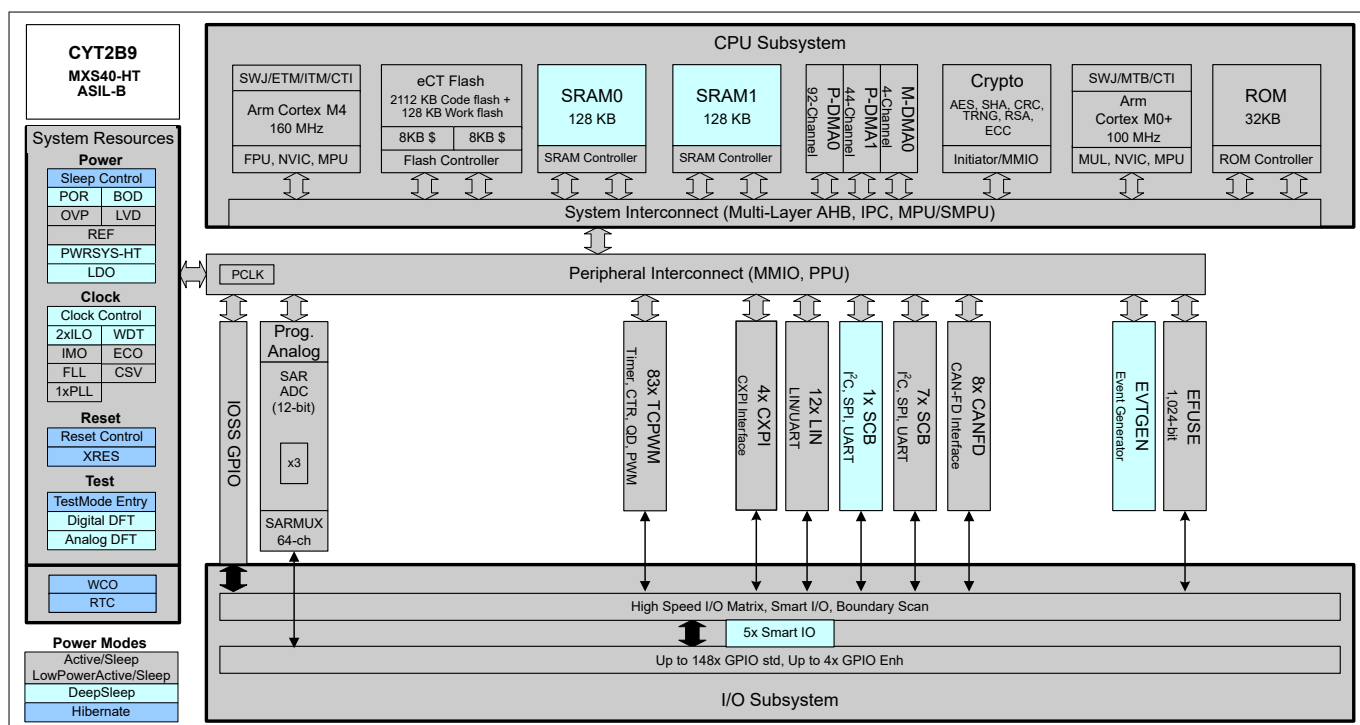 CYT2B9
MXS40-HT
ASIL-B
System Resources
Power
Sleep Control
POR BOD
OVP LVD
REF
PWRSYS-HT
LDO
Clock
Clock Control
2xILO WDT
IMO ECO
FLL CSV
1xPLL
Reset
Reset Control
XRES
Test
TestMode Entry
Digital DFT
Analog DFT
WCO
RTC
Power Modes
Active/Sleep
LowPowerActive/Sleep
DeepSleep
Hibernate
CPU Subsystem
SWJ/ETM/ITM/CTI
Arm Cortex M4
160 MHz
FPU, NVIC, MPU
eCT Flash
2112 KB Code flash +
128 KB Work flash
8KB $ 8KB $
Flash Controller
SRAM0
128 KB
SRAM Controller
SRAM1
128 KB
SRAM Controller
P-DMA0
92-Channel
P-DMA1
44-Channel
M-DMA0
4-Channel
Crypto
AES, SHA, CRC,
TRNG, RSA,
ECC
Initiator/MMIO
SWJ/MTB/CTI
Arm
Cortex M0+
100 MHz
MUL, NVIC, MPU
ROM
32KB
ROM Controller
System Interconnect (Multi-Layer AHB, IPC, MPU/SMPU)
PCLK
Peripheral Interconnect (MMIO, PPU)
IOSS GPIO
Prog.
Analog
SAR
ADC
(12-bit)
x3
SARMUX
64-ch
83x TCPWM
Timer, CTR, QD, PWM
4x CXPI
CXPI Interface
12x LIN
LIN/UART
1x SCB
I²C, SPI, UART
7x SCB
I²C, SPI, UART
8x CANFD
CAN-FD Interface
EVTGEN
Event Generator
EFUSE
1,024-bit
High Speed I/O Matrix, Smart I/O, Boundary Scan
5x Smart IO
Up to 148x GPIO std, Up to 4x GPIO Enh
I/O Subsystem